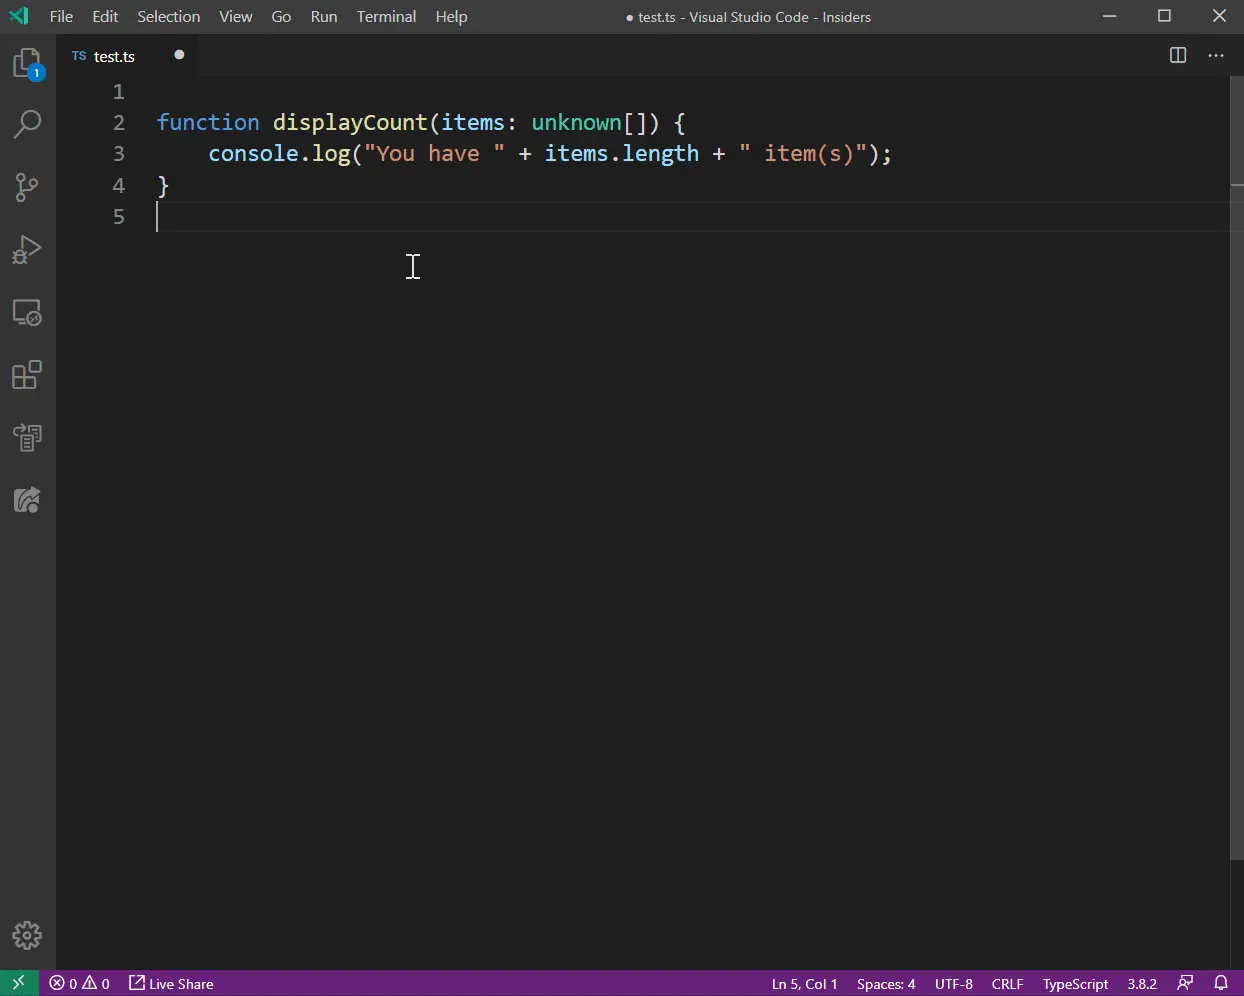 File Edit Selection View Go Run Terminal Help ● test.ts - Visual Studio Code - Insiders
TS test.ts
1
1
2 function displayCount(items: unknown[]) {
3 console.log("You have " + items.length + " item(s)");
4 }
5
0 0 Live Share Ln 5, Col 1 Spaces: 4 UTF-8 CRLF TypeScript 3.8.2